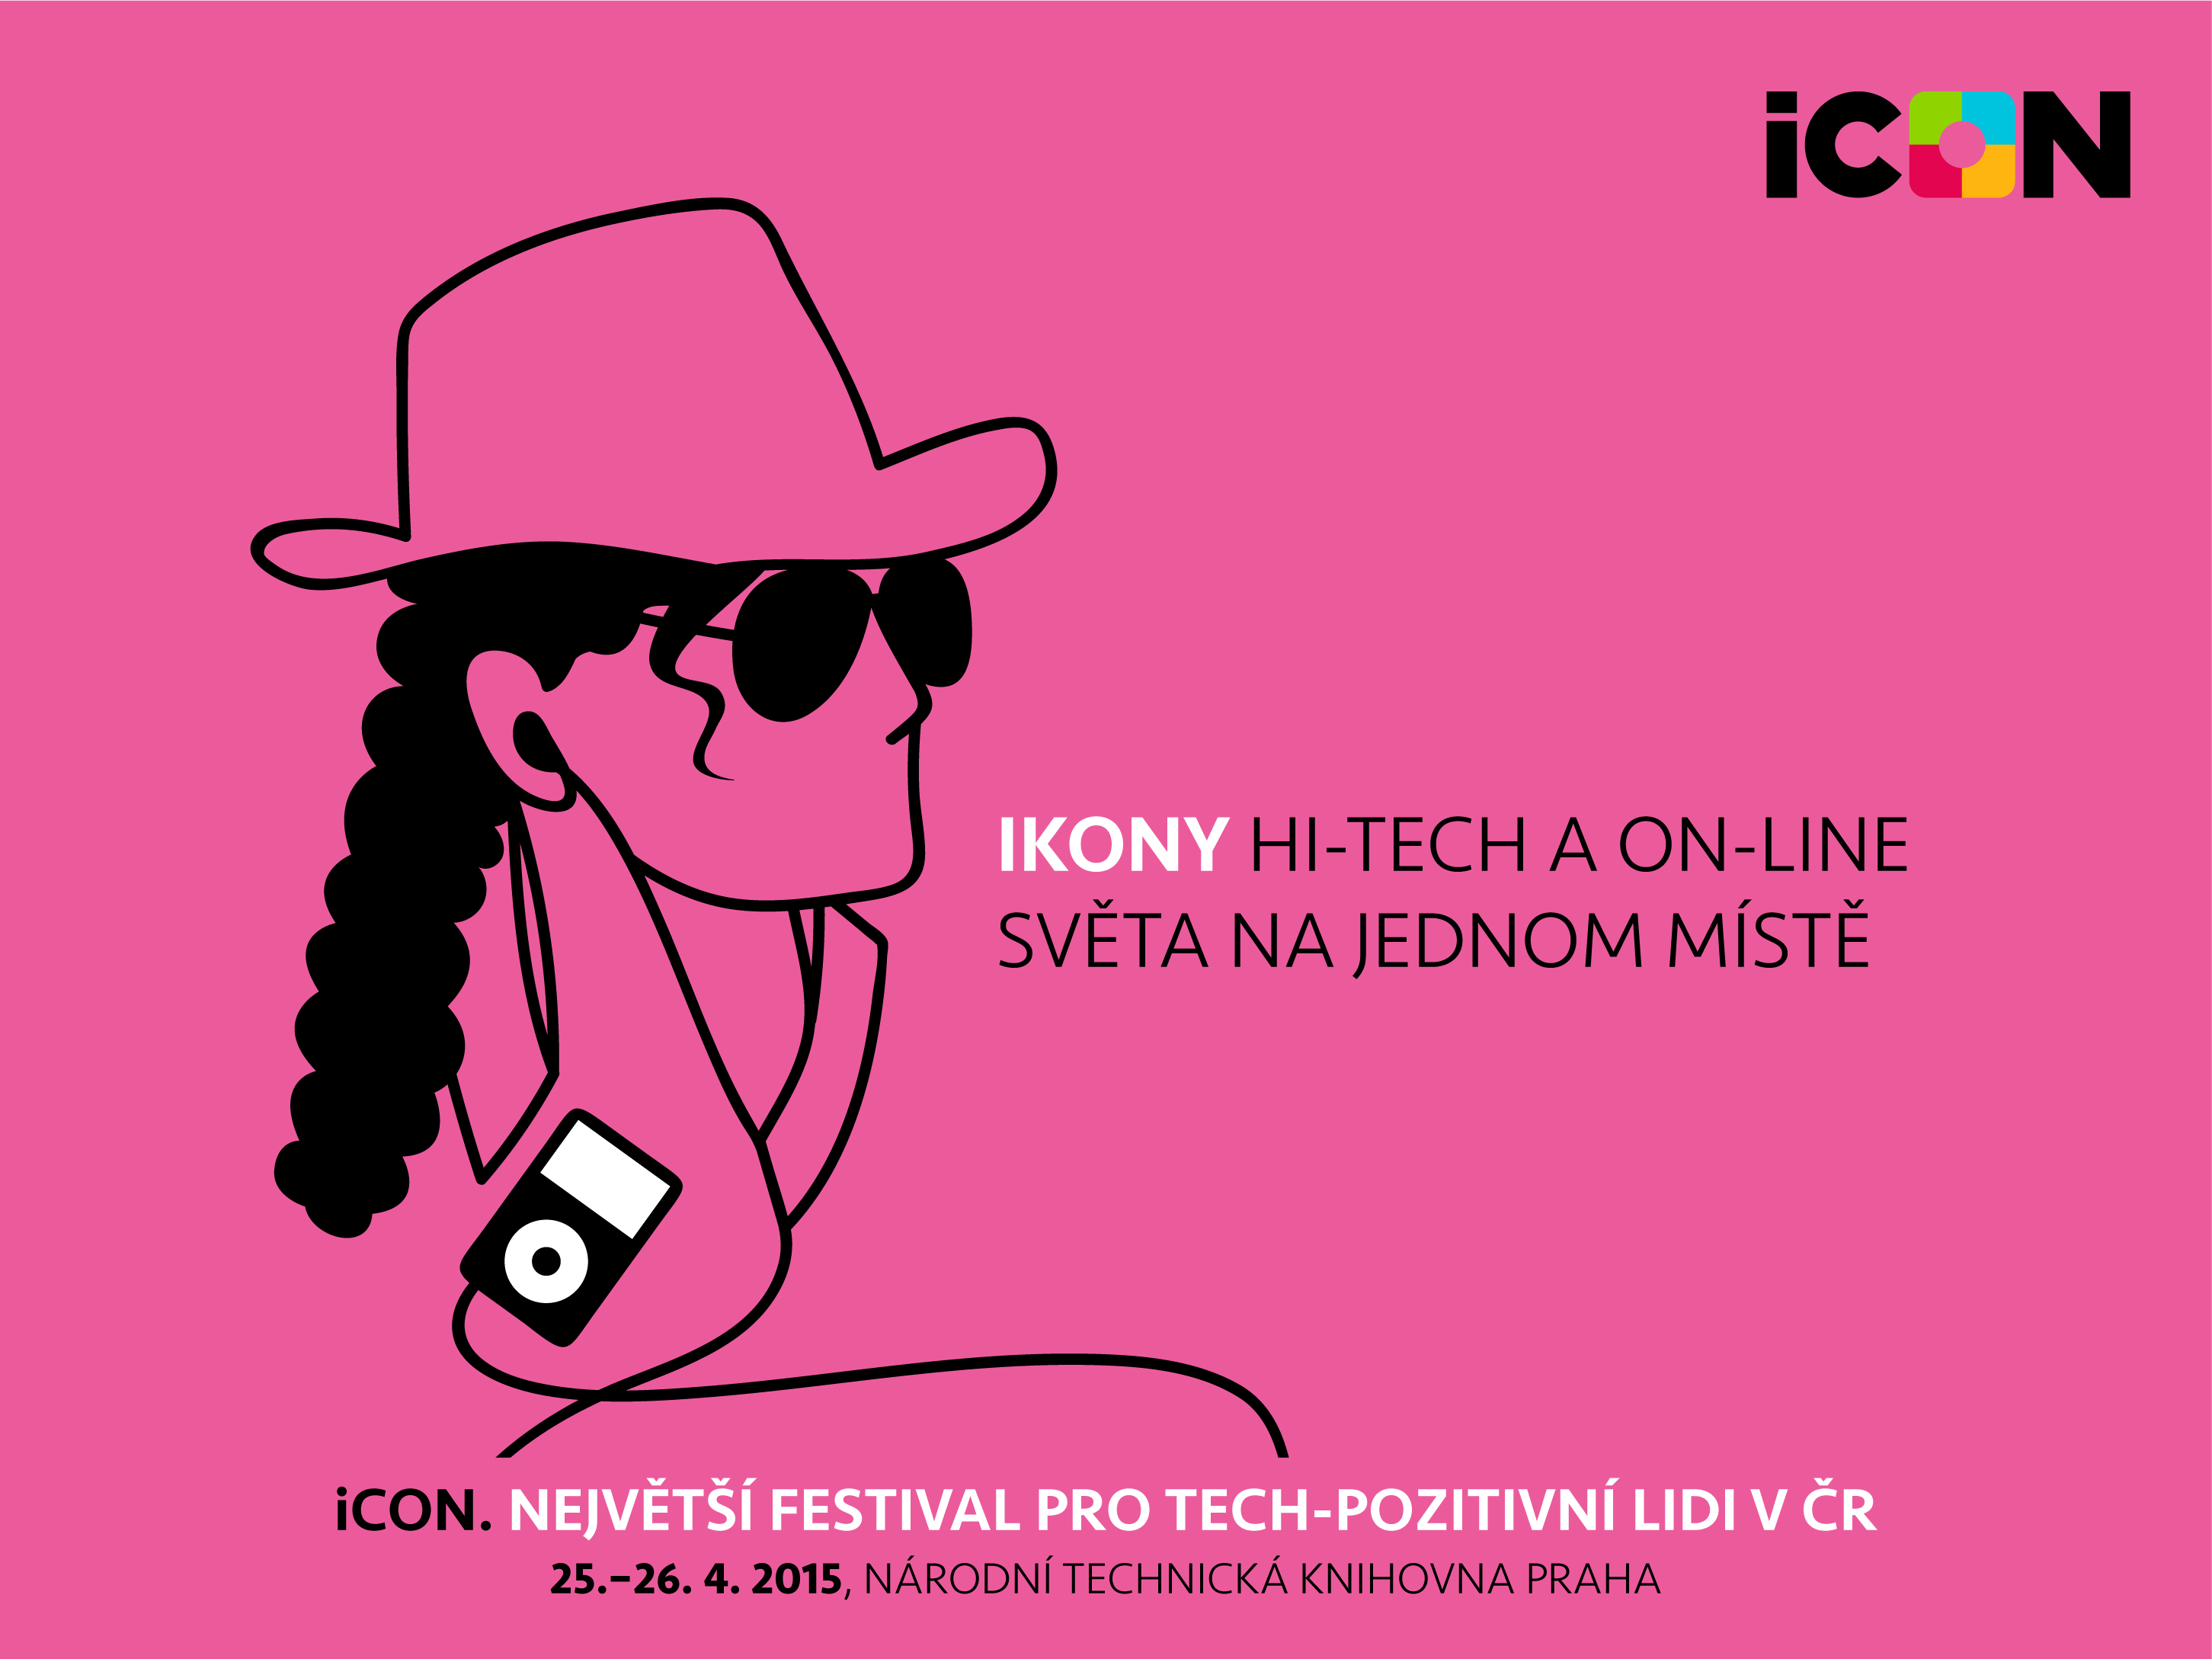 iCON
IKONY HI-TECH A ON-LINE
SVĚTA NA JEDNOM MÍSTĚ
iCON. NEJVĚTŠÍ FESTIVAL PRO TECH-POZITIVNÍ LIDI V ČR
25.–26. 4. 2015, NÁRODNÍ TECHNICKÁ KNIHOVNA PRAHA